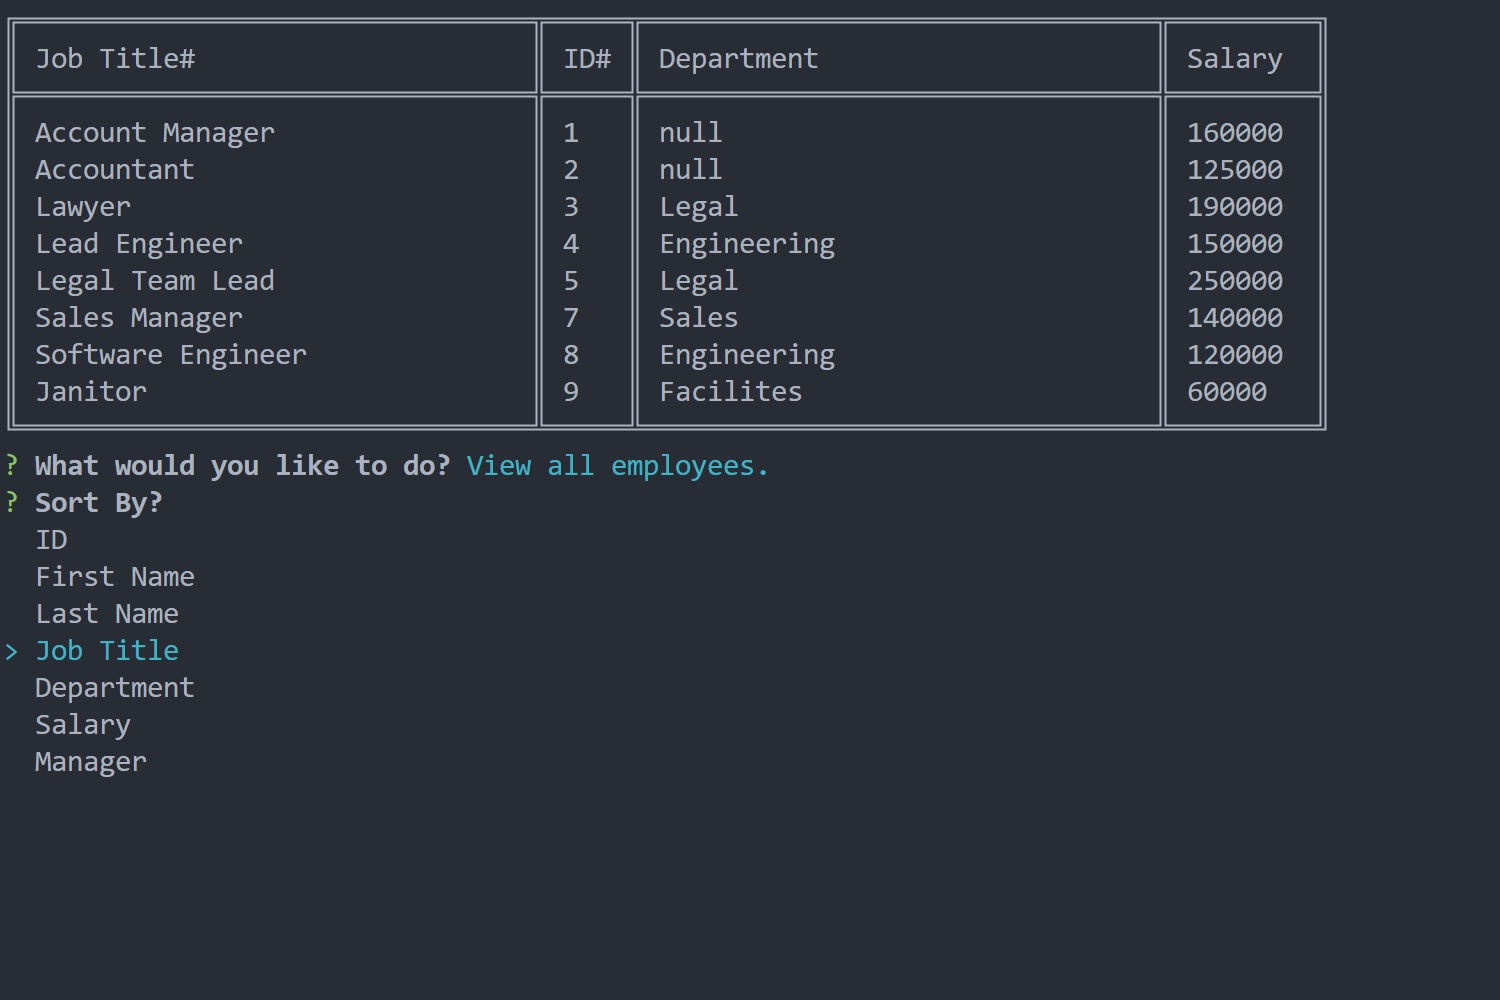 Job Title# ID# Department Salary
Account Manager 1 null 160000
Accountant 2 null 125000
Lawyer 3 Legal 190000
Lead Engineer 4 Engineering 150000
Legal Team Lead 5 Legal 250000
Sales Manager 7 Sales 140000
Software Engineer 8 Engineering 120000
Janitor 9 Facilites 60000
? What would you like to do? View all employees.
? Sort By?
ID
First Name
Last Name
> Job Title
Department
Salary
Manager